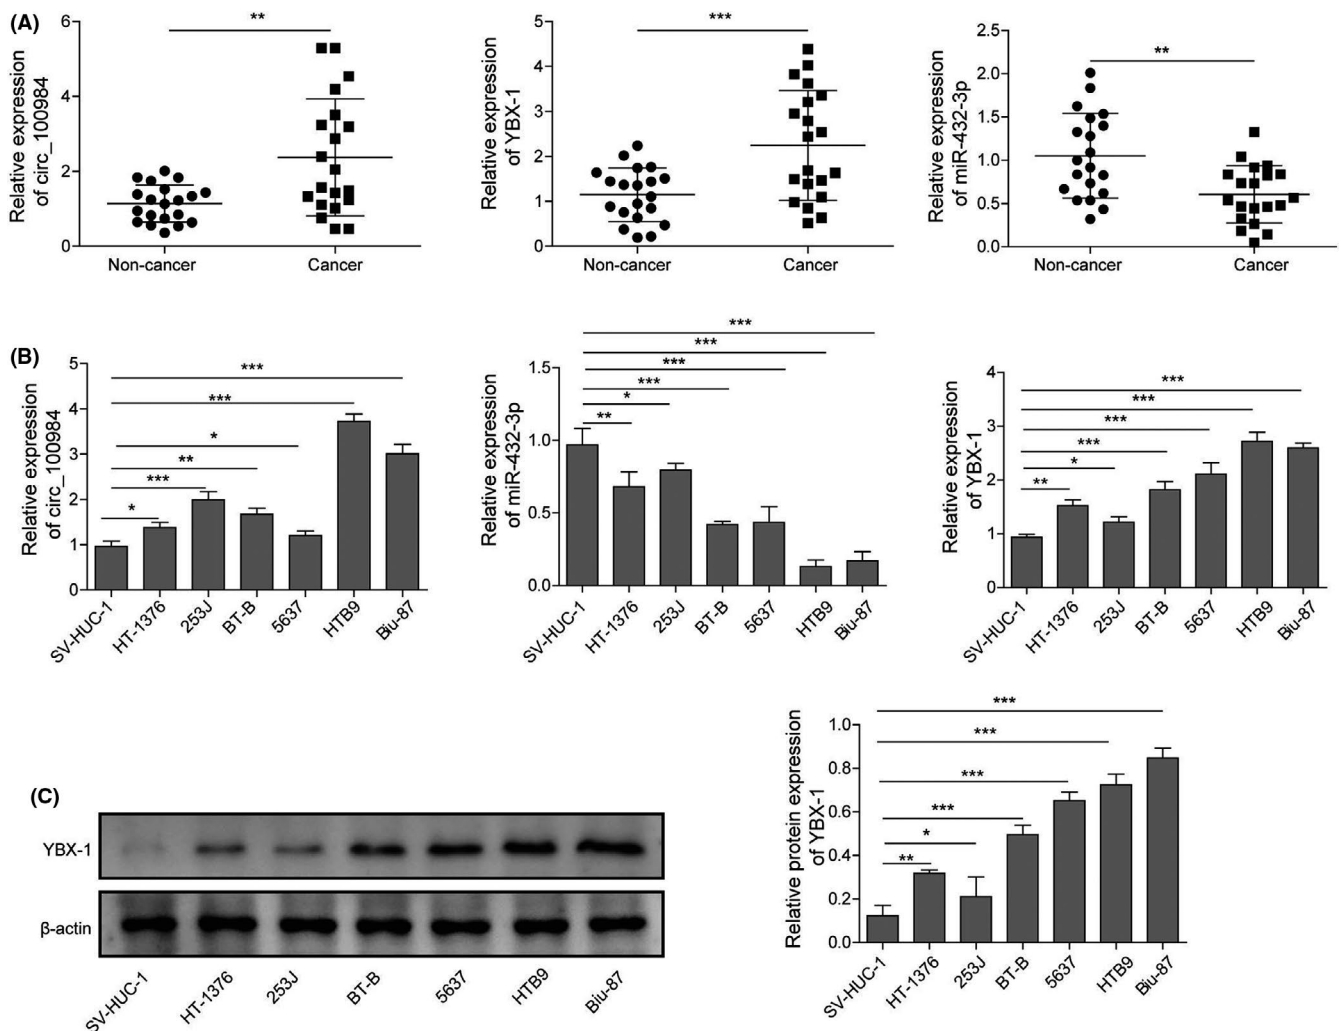 (A)
Relative expression
of circ_100984
6
4
2
0
**
Non-cancer
Cancer
Relative expression
of YBX-1
5
4
3
2
1
0
***
Non-cancer
Cancer
Relative expression
of miR-432-3p
2.5
2.0
1.5
1.0
0.5
0.0
**
Non-cancer
Cancer
(B)
Relative expression
of circ_100984
5
4
3
2
1
0
***
***
*
**
***
*
SV-HUC-1
HT-1376
253J
BT-B
5637
HTB9
Biu-87
Relative expression
of miR-432-3p
1.5
1.0
0.5
0.0
***
***
***
***
*
**
SV-HUC-1
HT-1376
253J
BT-B
5637
HTB9
Biu-87
Relative expression
of YBX-1
4
3
2
1
0
***
***
***
***
*
**
SV-HUC-1
HT-1376
253J
BT-B
5637
HTB9
Biu-87
(C)
YBX-1
β-actin
SV-HUC-1
HT-1376
253J
BT-B
5637
HTB9
Biu-87
Relative protein expression
of YBX-1
1.0
0.8
0.6
0.4
0.2
0.0
***
***
***
***
*
**
SV-HUC-1
HT-1376
253J
BT-B
5637
HTB9
Biu-87